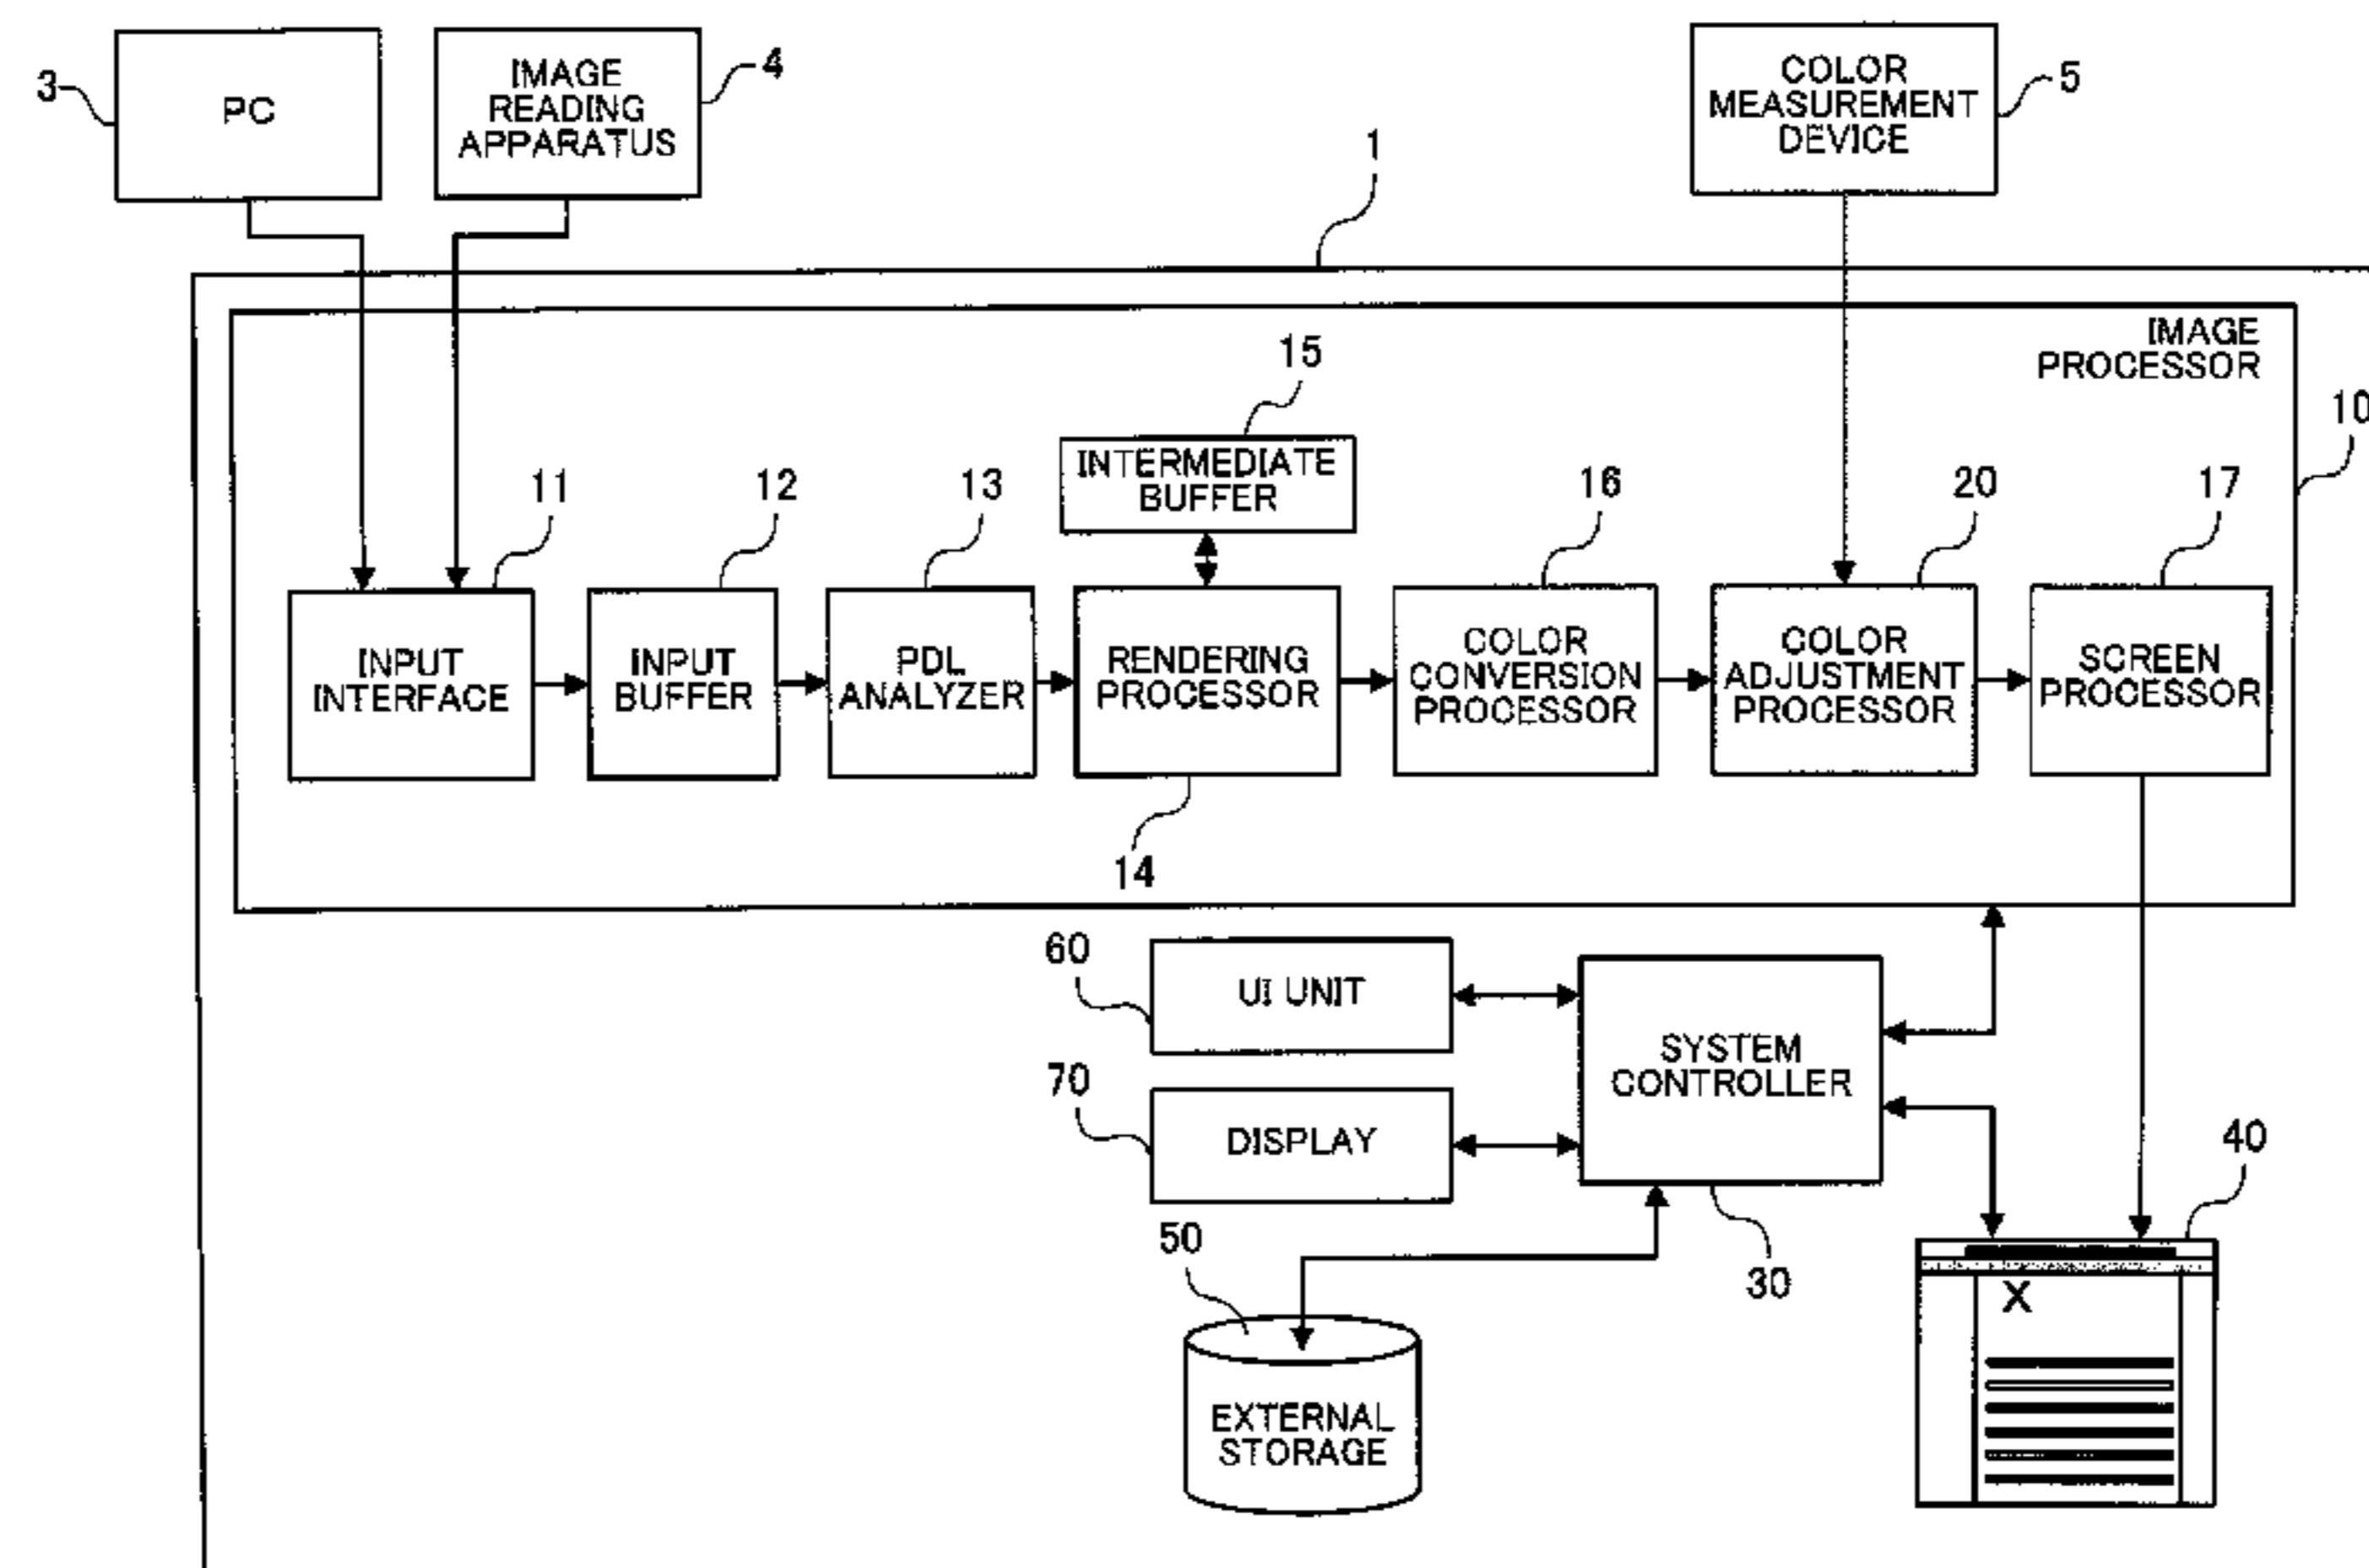 3
PC
IMAGE
READING
APPARATUS
4
COLOR
MEASUREMENT
DEVICE
5
1
IMAGE
PROCESSOR
10
15
INTERMEDIATE
BUFFER
11
12
13
16
20
17
INPUT
INTERFACE
INPUT
BUFFER
PDL
ANALYZER
RENDERING
PROCESSOR
COLOR
CONVERSION
PROCESSOR
COLOR
ADJUSTMENT
PROCESSOR
SCREEN
PROCESSOR
14
60
UI UNIT
SYSTEM
CONTROLLER
70
DISPLAY
40
50
30
X
EXTERNAL
STORAGE